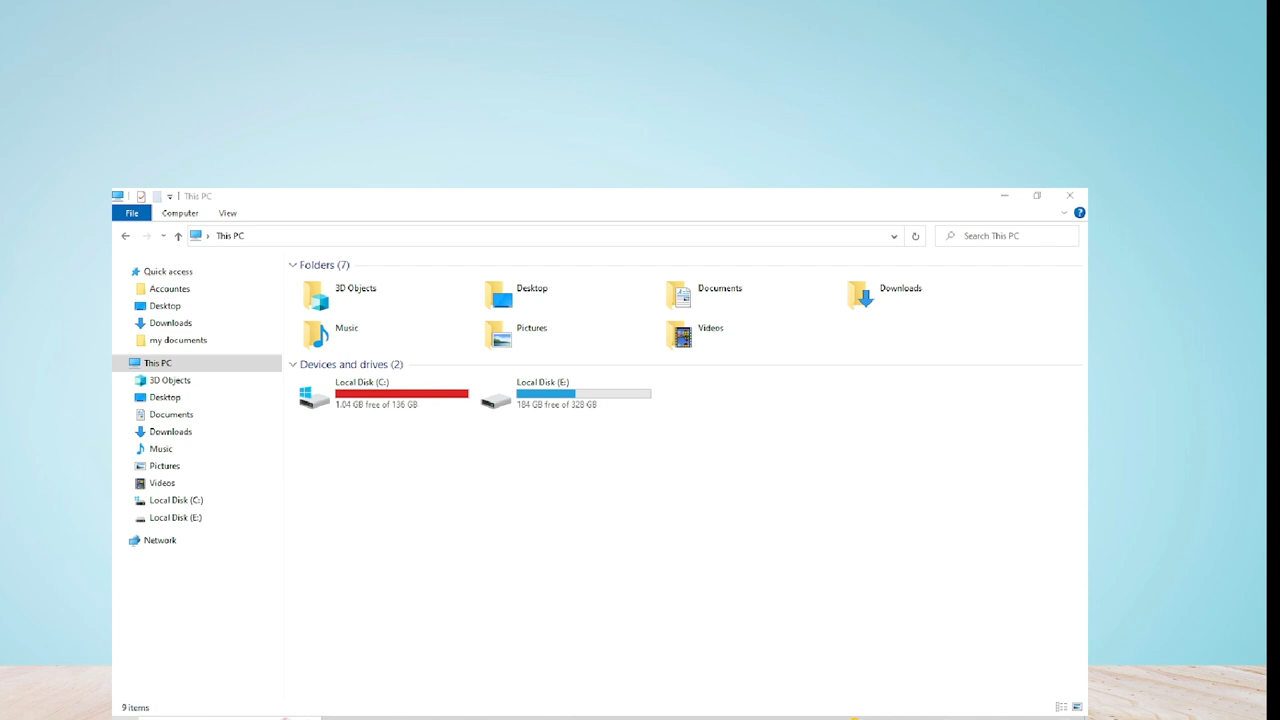 This PC
File Computer View
This PC Search This PC
Quick access
Accountes
Desktop
Downloads
my documents
This PC
3D Objects
Desktop
Documents
Downloads
Music
Pictures
Videos
Local Disk (C:)
Local Disk (E:)
Network
Folders (7)
3D Objects Desktop Documents Downloads
Music Pictures Videos
Devices and drives (2)
Local Disk (C:) Local Disk (E:)
1.04 GB free of 136 GB 184 GB free of 328 GB
9 items